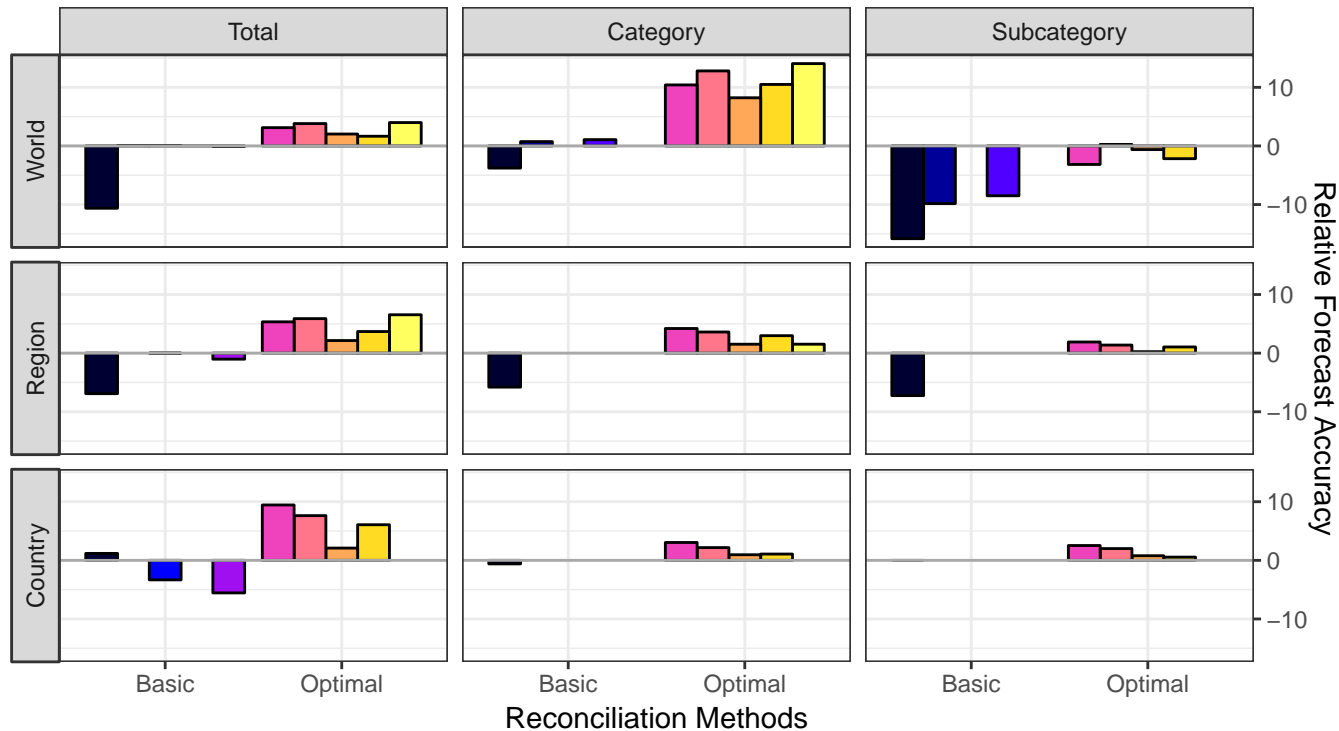 Total
Category
Subcategory
World
10
0
−10
Region
10
0
−10
Country
10
0
−10
Relative Forecast Accuracy
Basic
Optimal
Basic
Optimal
Basic
Optimal
Reconciliation Methods